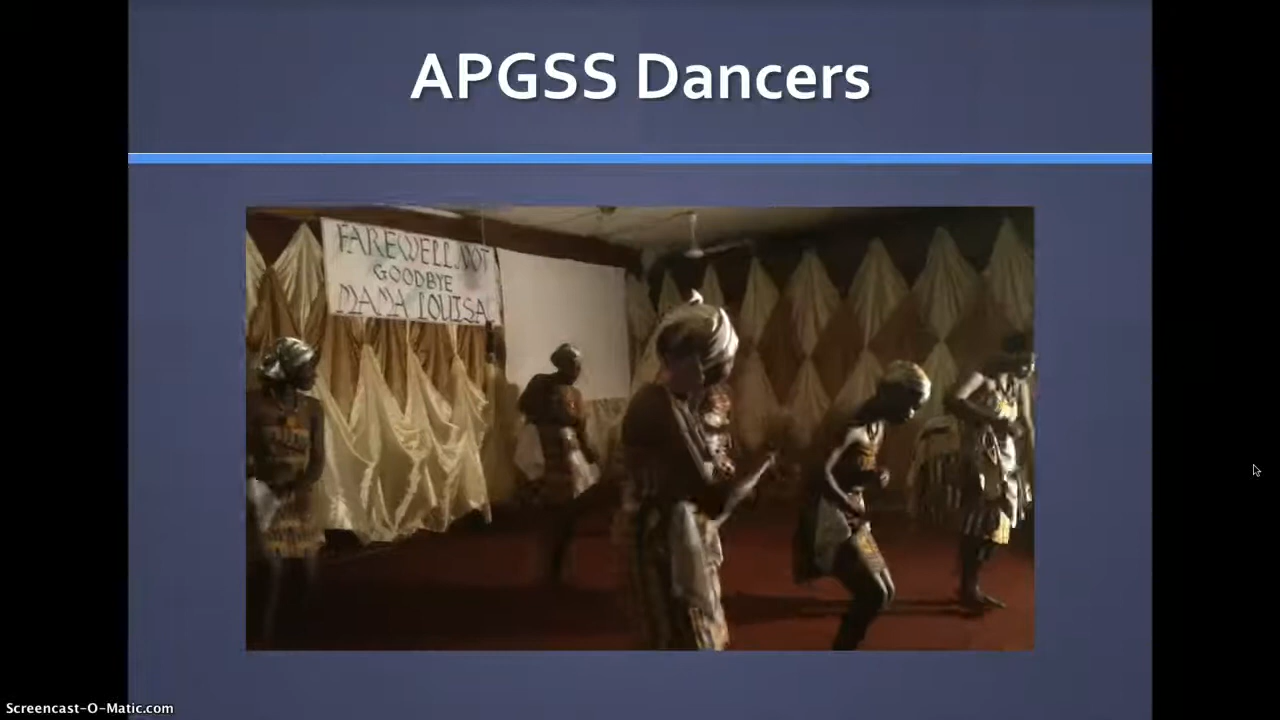 APGSS Dancers
FAREWELL NOT
GOODBYE
MAMA LOUISA
Screencast-O-Matic.com